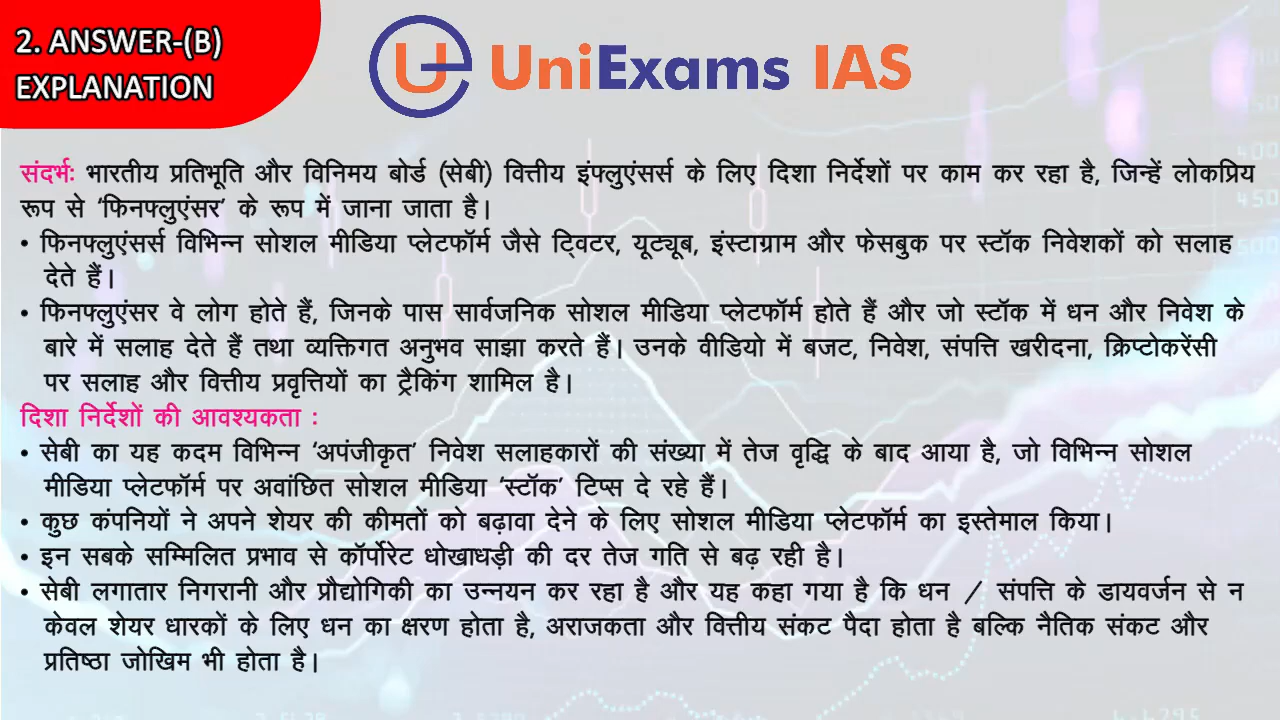 2. ANSWER-(B)
EXPLANATION
UniExams IAS
संदर्भः भारतीय प्रतिभूति और विनिमय बोर्ड (सेबी) वित्तीय इंफ्लुएंसर्स के लिए दिशा निर्देशों पर काम कर रहा है, जिन्हें लोकप्रिय
रूप से ‘फिनफ्लुएंसर’ के रूप में जाना जाता है।
• फिनफ्लुएंसर्स विभिन्न सोशल मीडिया प्लेटफॉर्म जैसे ट्विटर, यूट्यूब, इंस्टाग्राम और फेसबुक पर स्टॉक निवेशकों को सलाह
देते हैं।
• फिनफ्लुएंसर वे लोग होते हैं, जिनके पास सार्वजनिक सोशल मीडिया प्लेटफॉर्म होते हैं और जो स्टॉक में धन और निवेश के
बारे में सलाह देते हैं तथा व्यक्तिगत अनुभव साझा करते हैं। उनके वीडियो में बजट, निवेश, संपत्ति खरीदना, क्रिप्टोकरेंसी
पर सलाह और वित्तीय प्रवृत्तियों का ट्रैकिंग शामिल है।
दिशा निर्देशों की आवश्यकता :
• सेबी का यह कदम विभिन्न ‘अपंजीकृत’ निवेश सलाहकारों की संख्या में तेज वृद्धि के बाद आया है, जो विभिन्न सोशल
मीडिया प्लेटफॉर्म पर अवांछित सोशल मीडिया ‘स्टॉक’ टिप्स दे रहे हैं।
• कुछ कंपनियों ने अपने शेयर की कीमतों को बढ़ावा देने के लिए सोशल मीडिया प्लेटफॉर्म का इस्तेमाल किया।
• इन सबके सम्मिलित प्रभाव से कॉर्पोरेट धोखाधड़ी की दर तेज गति से बढ़ रही है।
• सेबी लगातार निगरानी और प्रौद्योगिकी का उन्नयन कर रहा है और यह कहा गया है कि धन / संपत्ति के डायवर्जन से न
केवल शेयर धारकों के लिए धन का क्षरण होता है, अराजकता और वित्तीय संकट पैदा होता है बल्कि नैतिक संकट और
प्रतिष्ठा जोखिम भी होता है।